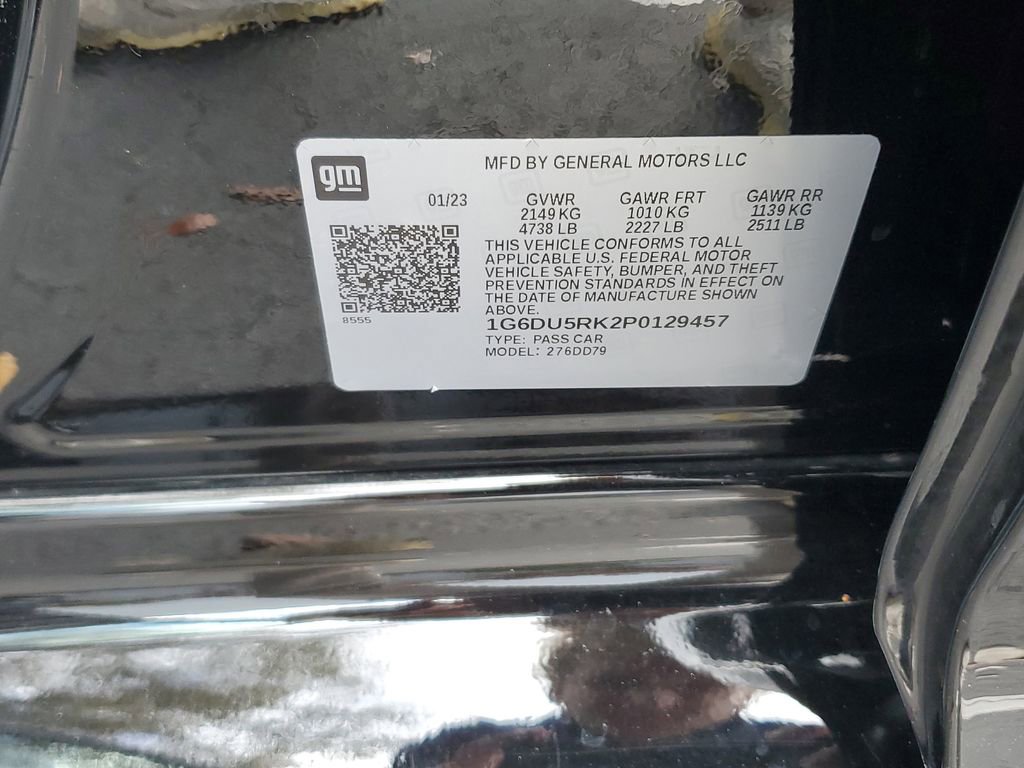 gm
MFD BY GENERAL MOTORS LLC
01/23 GVWR GAWR FRT GAWR RR
2149 KG 1010 KG 1139 KG
4738 LB 2227 LB 2511 LB
THIS VEHICLE CONFORMS TO ALL
APPLICABLE U.S. FEDERAL MOTOR
VEHICLE SAFETY, BUMPER, AND THEFT
PREVENTION STANDARDS IN EFFECT ON
THE DATE OF MANUFACTURE SHOWN
ABOVE.
8555
1G6DU5RK2P0129457
TYPE: PASS CAR
MODEL: 276DD79